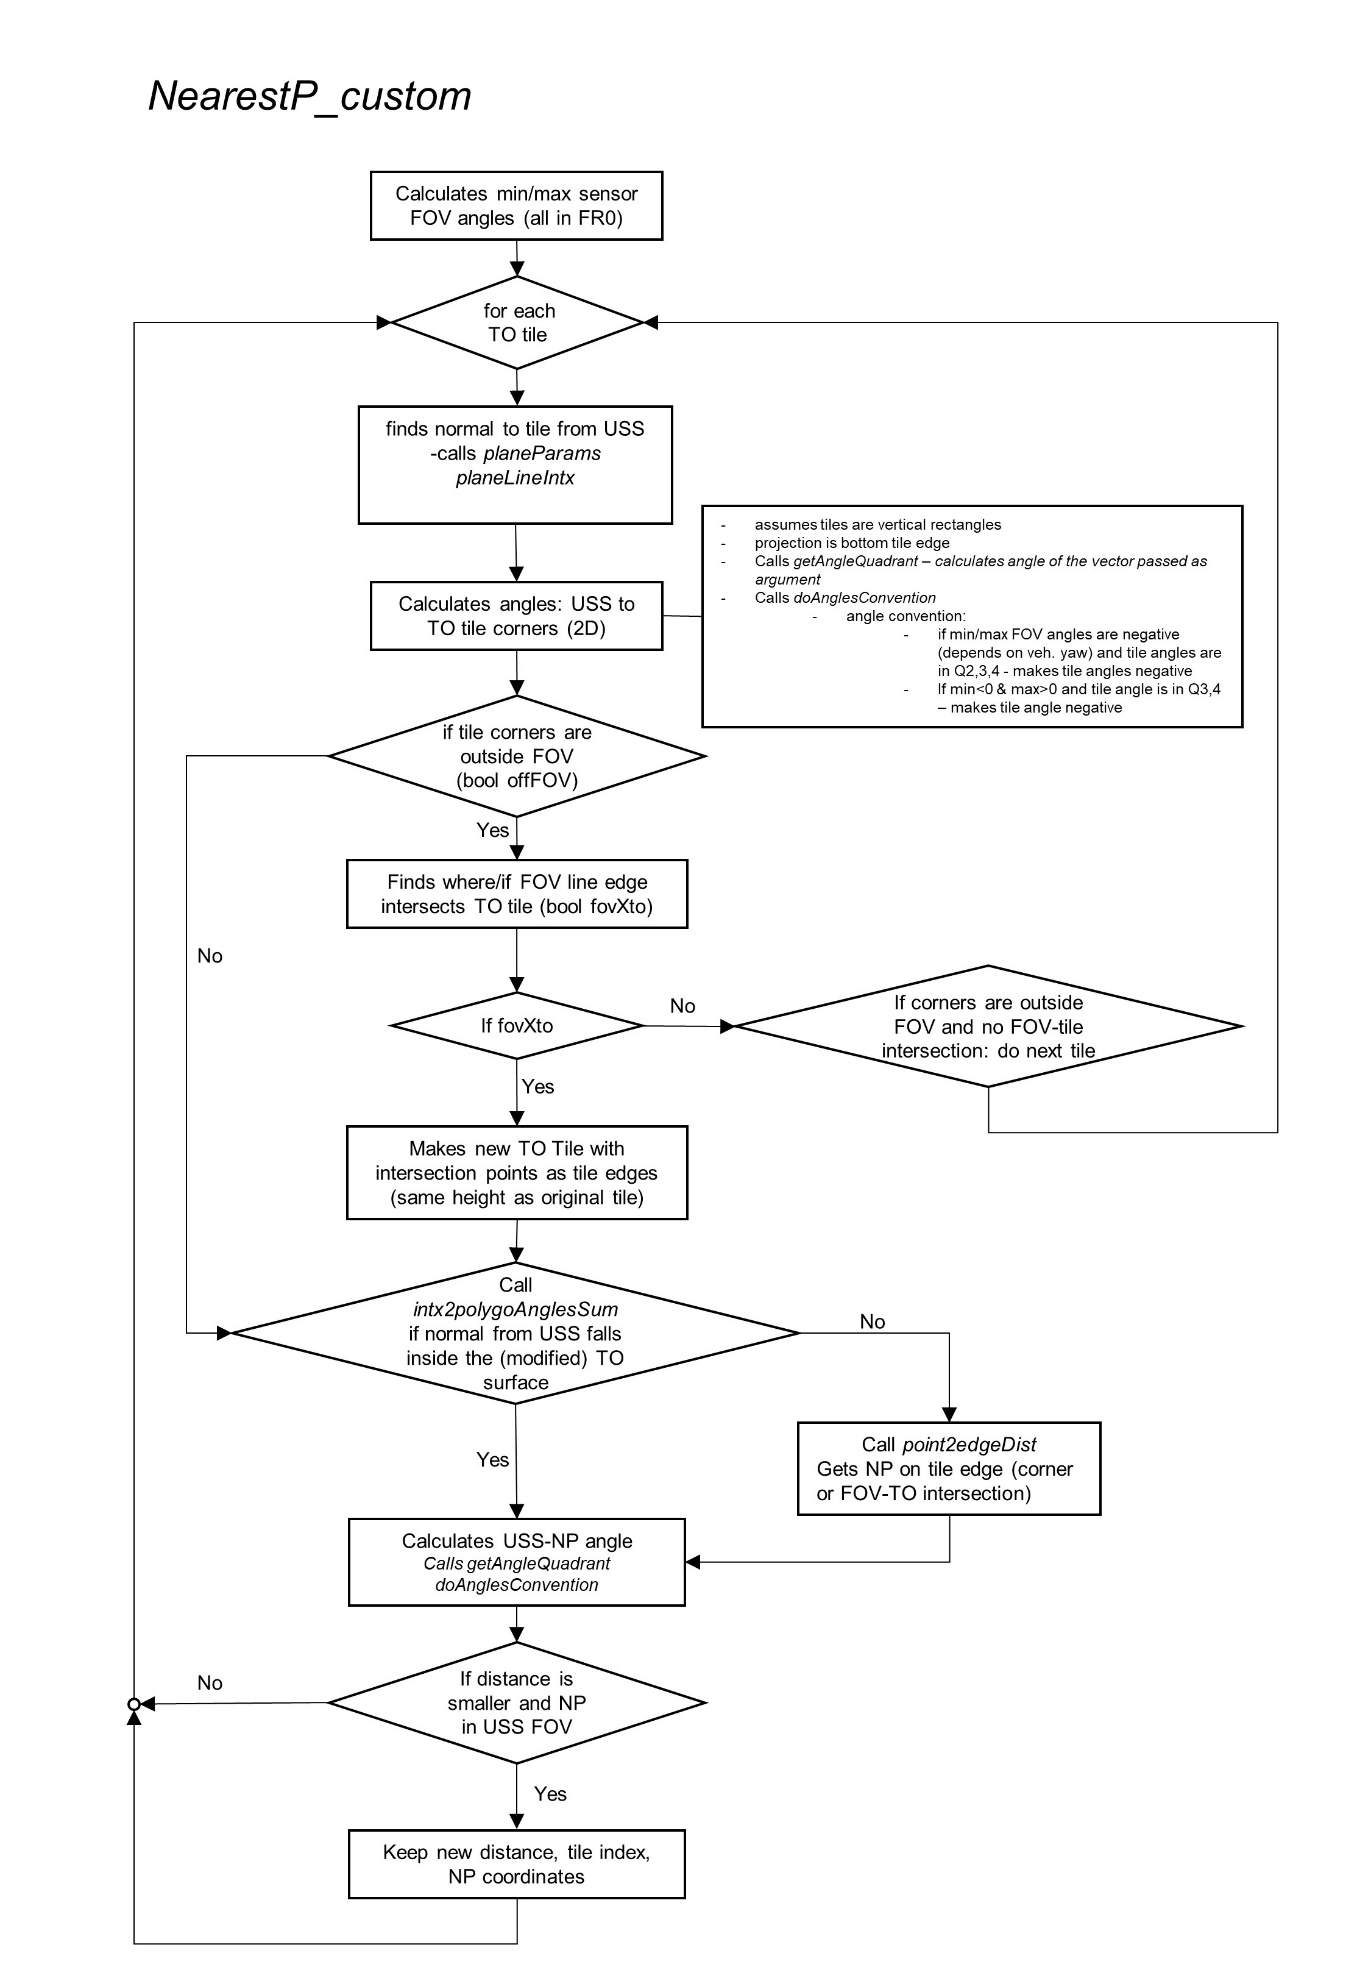 NearestP_custom
Calculates min/max sensor
FOV angles (all in FR0)
for each
TO tile
finds normal to tile from USS
-calls planeParams
planeLineIntx
- assumes tiles are vertical rectangles
- projection is bottom tile edge
- Calls getAngleQuadrant – calculates angle of the vector passed as
argument
- Calls doAnglesConvention
- angle convention:
- if min/max FOV angles are negative
(depends on veh. yaw) and tile angles are
in Q2,3,4 - makes tile angles negative
- If min<0 & max>0 and tile angle is in Q3,4
– makes tile angle negative
Calculates angles: USS to
TO tile corners (2D)
if tile corners are
outside FOV
(bool offFOV)
Yes
Finds where/if FOV line edge
intersects TO tile (bool fovXto)
No
If fovXto
No
If corners are outside
FOV and no FOV-tile
intersection: do next tile
Yes
Makes new TO Tile with
intersection points as tile edges
(same height as original tile)
Call
intx2polygoAnglesSum
if normal from USS falls
inside the (modified) TO
surface
No
Call point2edgeDist
Gets NP on tile edge (corner
or FOV-TO intersection)
Yes
Calculates USS-NP angle
Calls getAngleQuadrant
doAnglesConvention
If distance is
smaller and NP
in USS FOV
No
Yes
Keep new distance, tile index,
NP coordinates